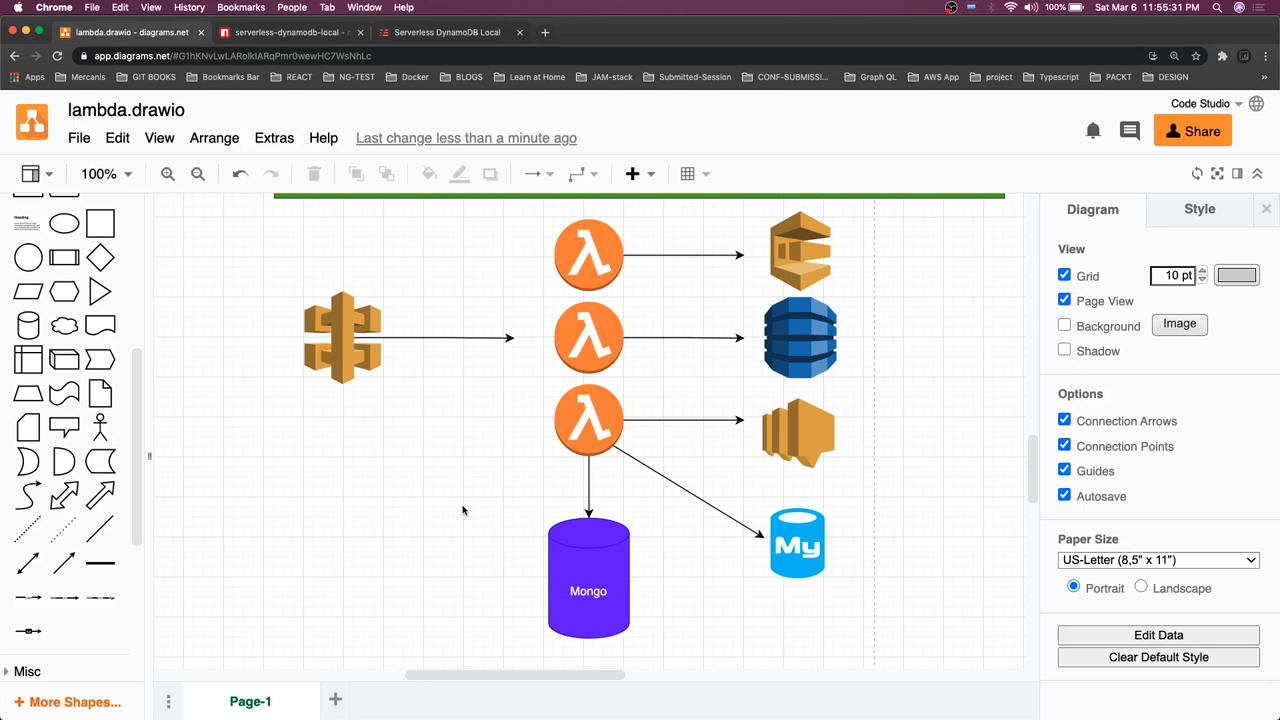 Chrome File Edit View History Bookmarks People Tab Window Help 100% Sat Mar 6 11:55:31 PM
lambda.drawio - diagrams.net
serverless-dynamodb-local - n
Serverless DynamoDB Local
app.diagrams.net/#G1hKNvLwLARolkIARqPmr0wewHC7WsNhLc
Apps Mercanis GIT BOOKS Bookmarks Bar REACT NG-TEST Docker BLOGS Learn at Home JAM-stack Submitted-Session CONF-SUBMISSI... Graph QL AWS App project Typescript PACKT DESIGN »
lambda.drawio
Code Studio
File Edit View Arrange Extras Help Last change less than a minute ago
Share
100%
Heading
Diagram Style
View
Grid 10 pt
Page View
Background Image
Shadow
Options
Connection Arrows
Connection Points
Guides
Autosave
Paper Size
US-Letter (8,5" x 11")
Portrait Landscape
Edit Data
Clear Default Style
λ
λ
λ
My
Mongo
Misc
+ More Shapes...
Page-1